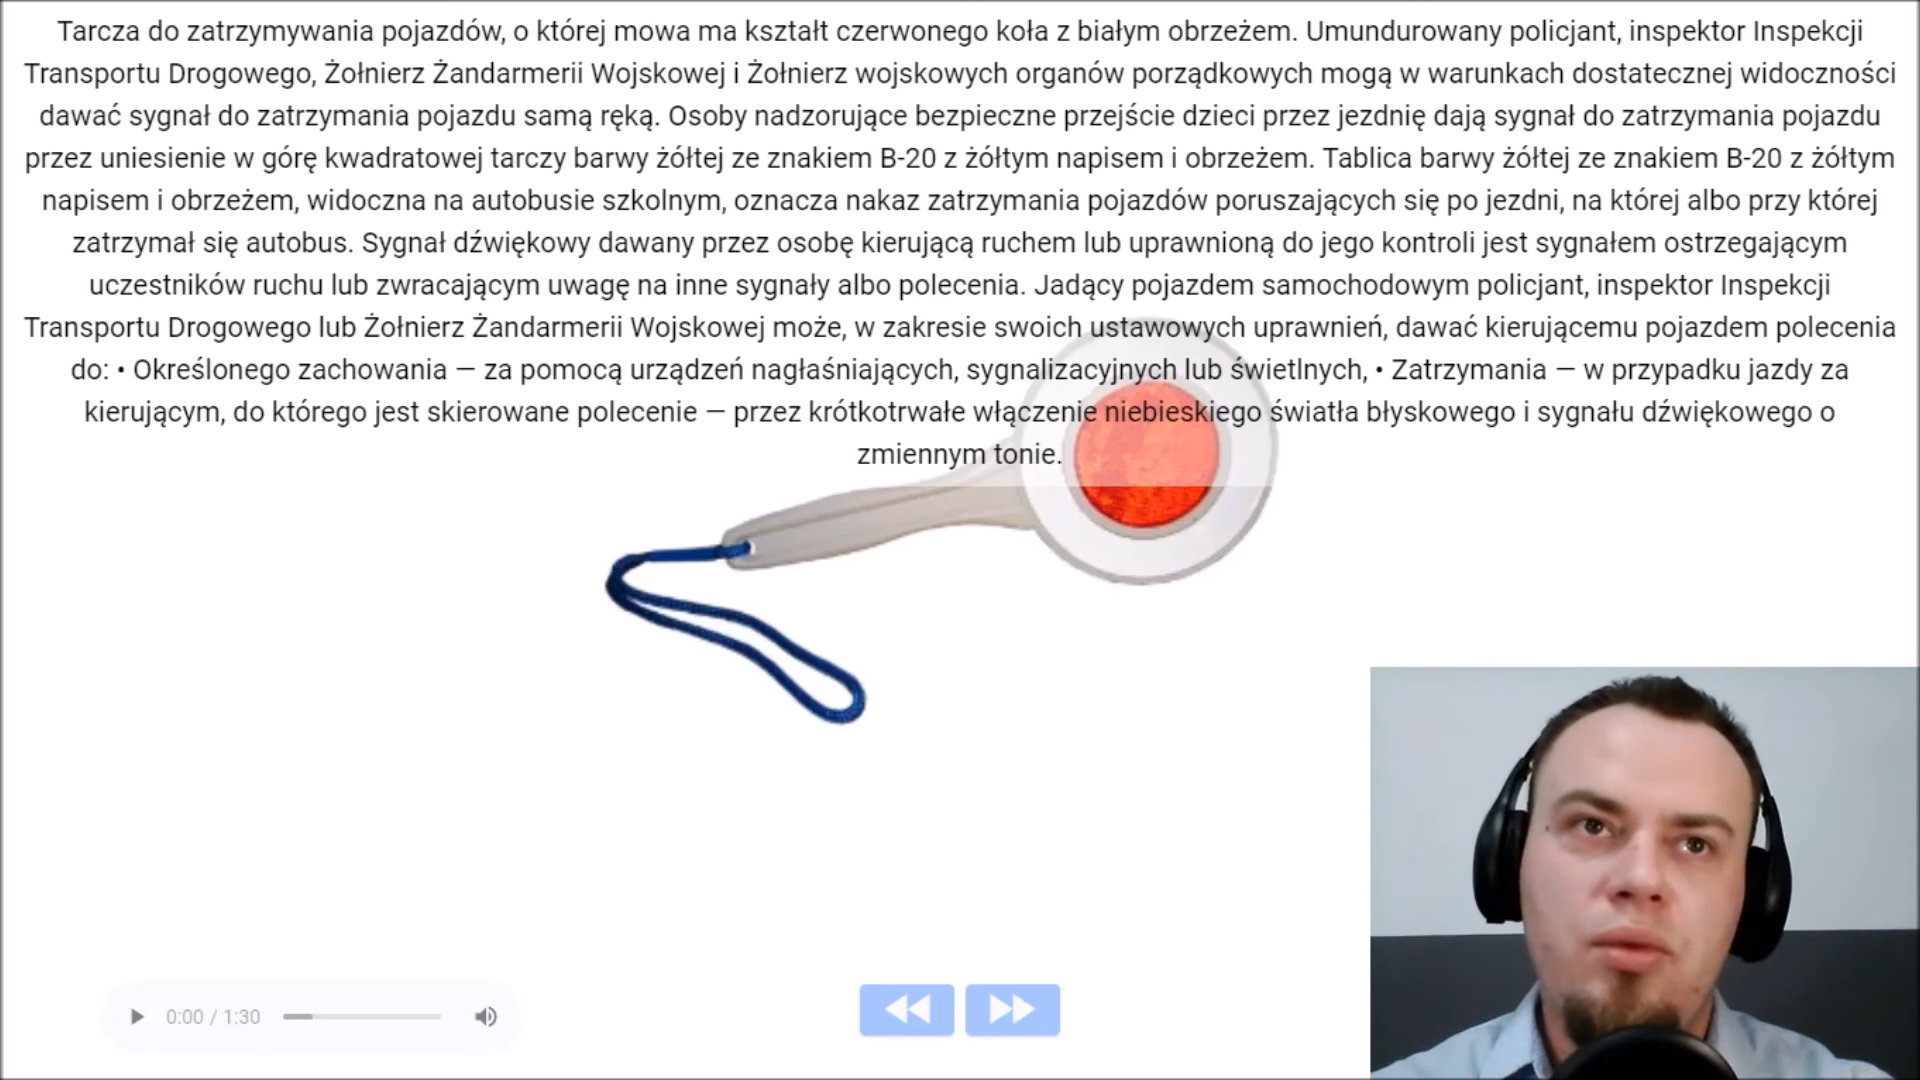 Tarcza do zatrzymywania pojazdów, o której mowa ma kształt czerwonego koła z białym obrzeżem. Umundurowany policjant, inspektor Inspekcji
Transportu Drogowego, Żołnierz Żandarmerii Wojskowej i Żołnierz wojskowych organów porządkowych mogą w warunkach dostatecznej widoczności
dawać sygnał do zatrzymania pojazdu samą ręką. Osoby nadzorujące bezpieczne przejście dzieci przez jezdnię dają sygnał do zatrzymania pojazdu
przez uniesienie w górę kwadratowej tarczy barwy żółtej ze znakiem B-20 z żółtym napisem i obrzeżem. Tablica barwy żółtej ze znakiem B-20 z żółtym
napisem i obrzeżem, widoczna na autobusie szkolnym, oznacza nakaz zatrzymania pojazdów poruszających się po jezdni, na której albo przy której
zatrzymał się autobus. Sygnał dźwiękowy dawany przez osobę kierującą ruchem lub uprawnioną do jego kontroli jest sygnałem ostrzegającym
uczestników ruchu lub zwracającym uwagę na inne sygnały albo polecenia. Jadący pojazdem samochodowym policjant, inspektor Inspekcji
Transportu Drogowego lub Żołnierz Żandarmerii Wojskowej może, w zakresie swoich ustawowych uprawnień, dawać kierującemu pojazdem polecenia
do: • Określonego zachowania — za pomocą urządzeń nagłaśniających, sygnalizacyjnych lub świetlnych, • Zatrzymania — w przypadku jazdy za
kierującym, do którego jest skierowane polecenie — przez krótkotrwałe włączenie niebieskiego światła błyskowego i sygnału dźwiękowego o
zmiennym tonie.
0:00 / 1:30